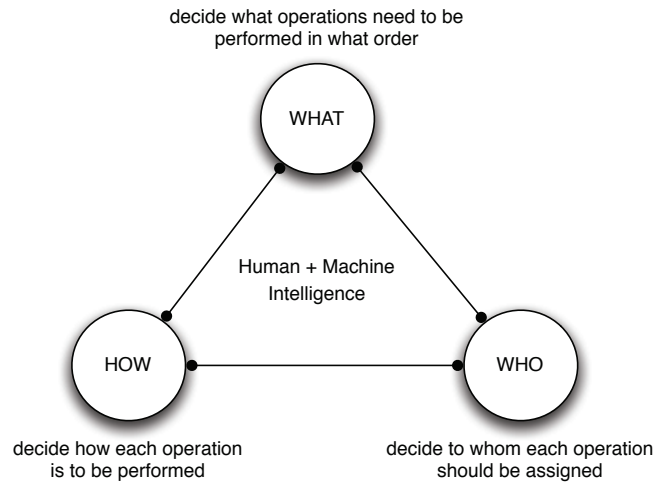 decide what operations need to be
performed in what order
WHAT
Human + Machine
Intelligence
HOW
WHO
decide how each operation
is to be performed
decide to whom each operation
should be assigned